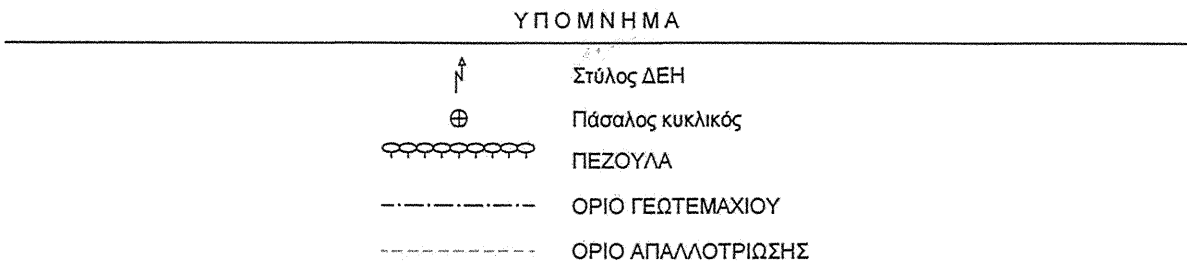 ΥΠΟΜΝΗΜΑ
Στύλος ΔΕΗ
Πάσαλος κυκλικός
ΠΕΖΟΥΛΑ
ΟΡΙΟ ΓΕΩΤΕΜΑΧΙΟΥ
ΟΡΙΟ ΑΠΑΛΛΟΤΡΙΩΣΗΣ